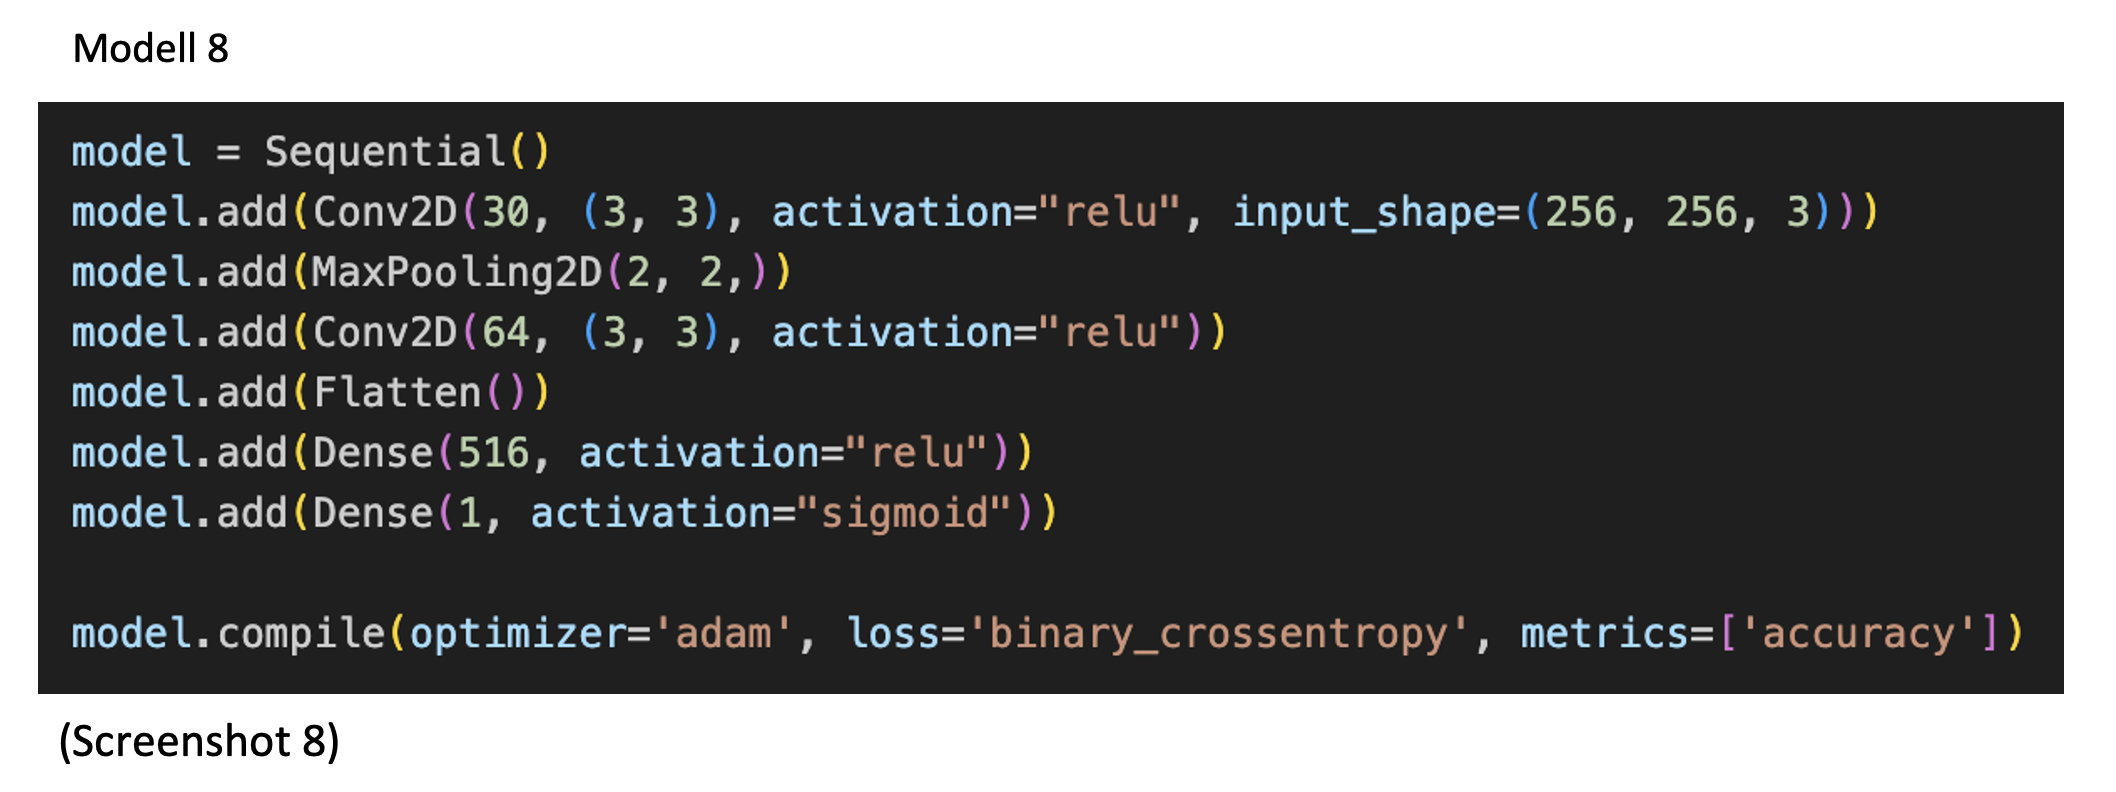 Modell 8
model = Sequential()
model.add(Conv2D(30, (3, 3), activation="relu", input_shape=(256, 256, 3)))
model.add(MaxPooling2D(2, 2,))
model.add(Conv2D(64, (3, 3), activation="relu"))
model.add(Flatten())
model.add(Dense(516, activation="relu"))
model.add(Dense(1, activation="sigmoid"))
model.compile(optimizer='adam', loss='binary_crossentropy', metrics=['accuracy'])
(Screenshot 8)